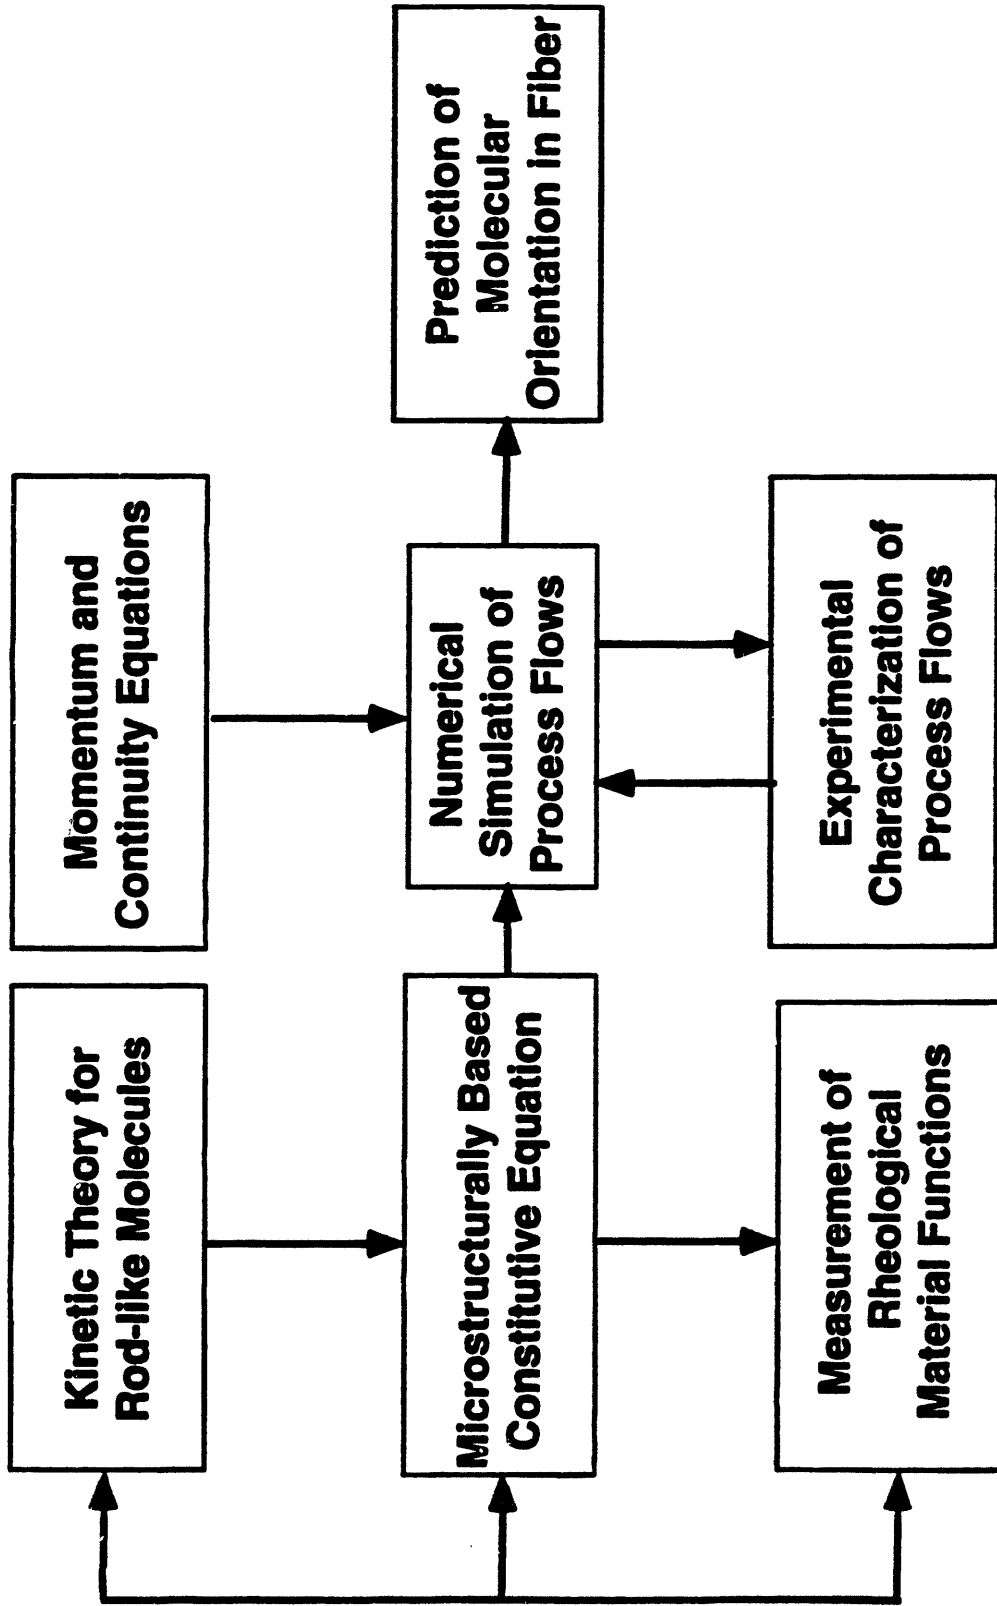 Kinetic Theory for
Rod-like Molecules
Momentum and
Continuity Equations
Microstructurally Based
Constitutive Equation
Numerical
Simulation of
Process Flows
Prediction of
Molecular
Orientation in Fiber
Measurement of
Rheological
Material Functions
Experimental
Characterization of
Process Flows